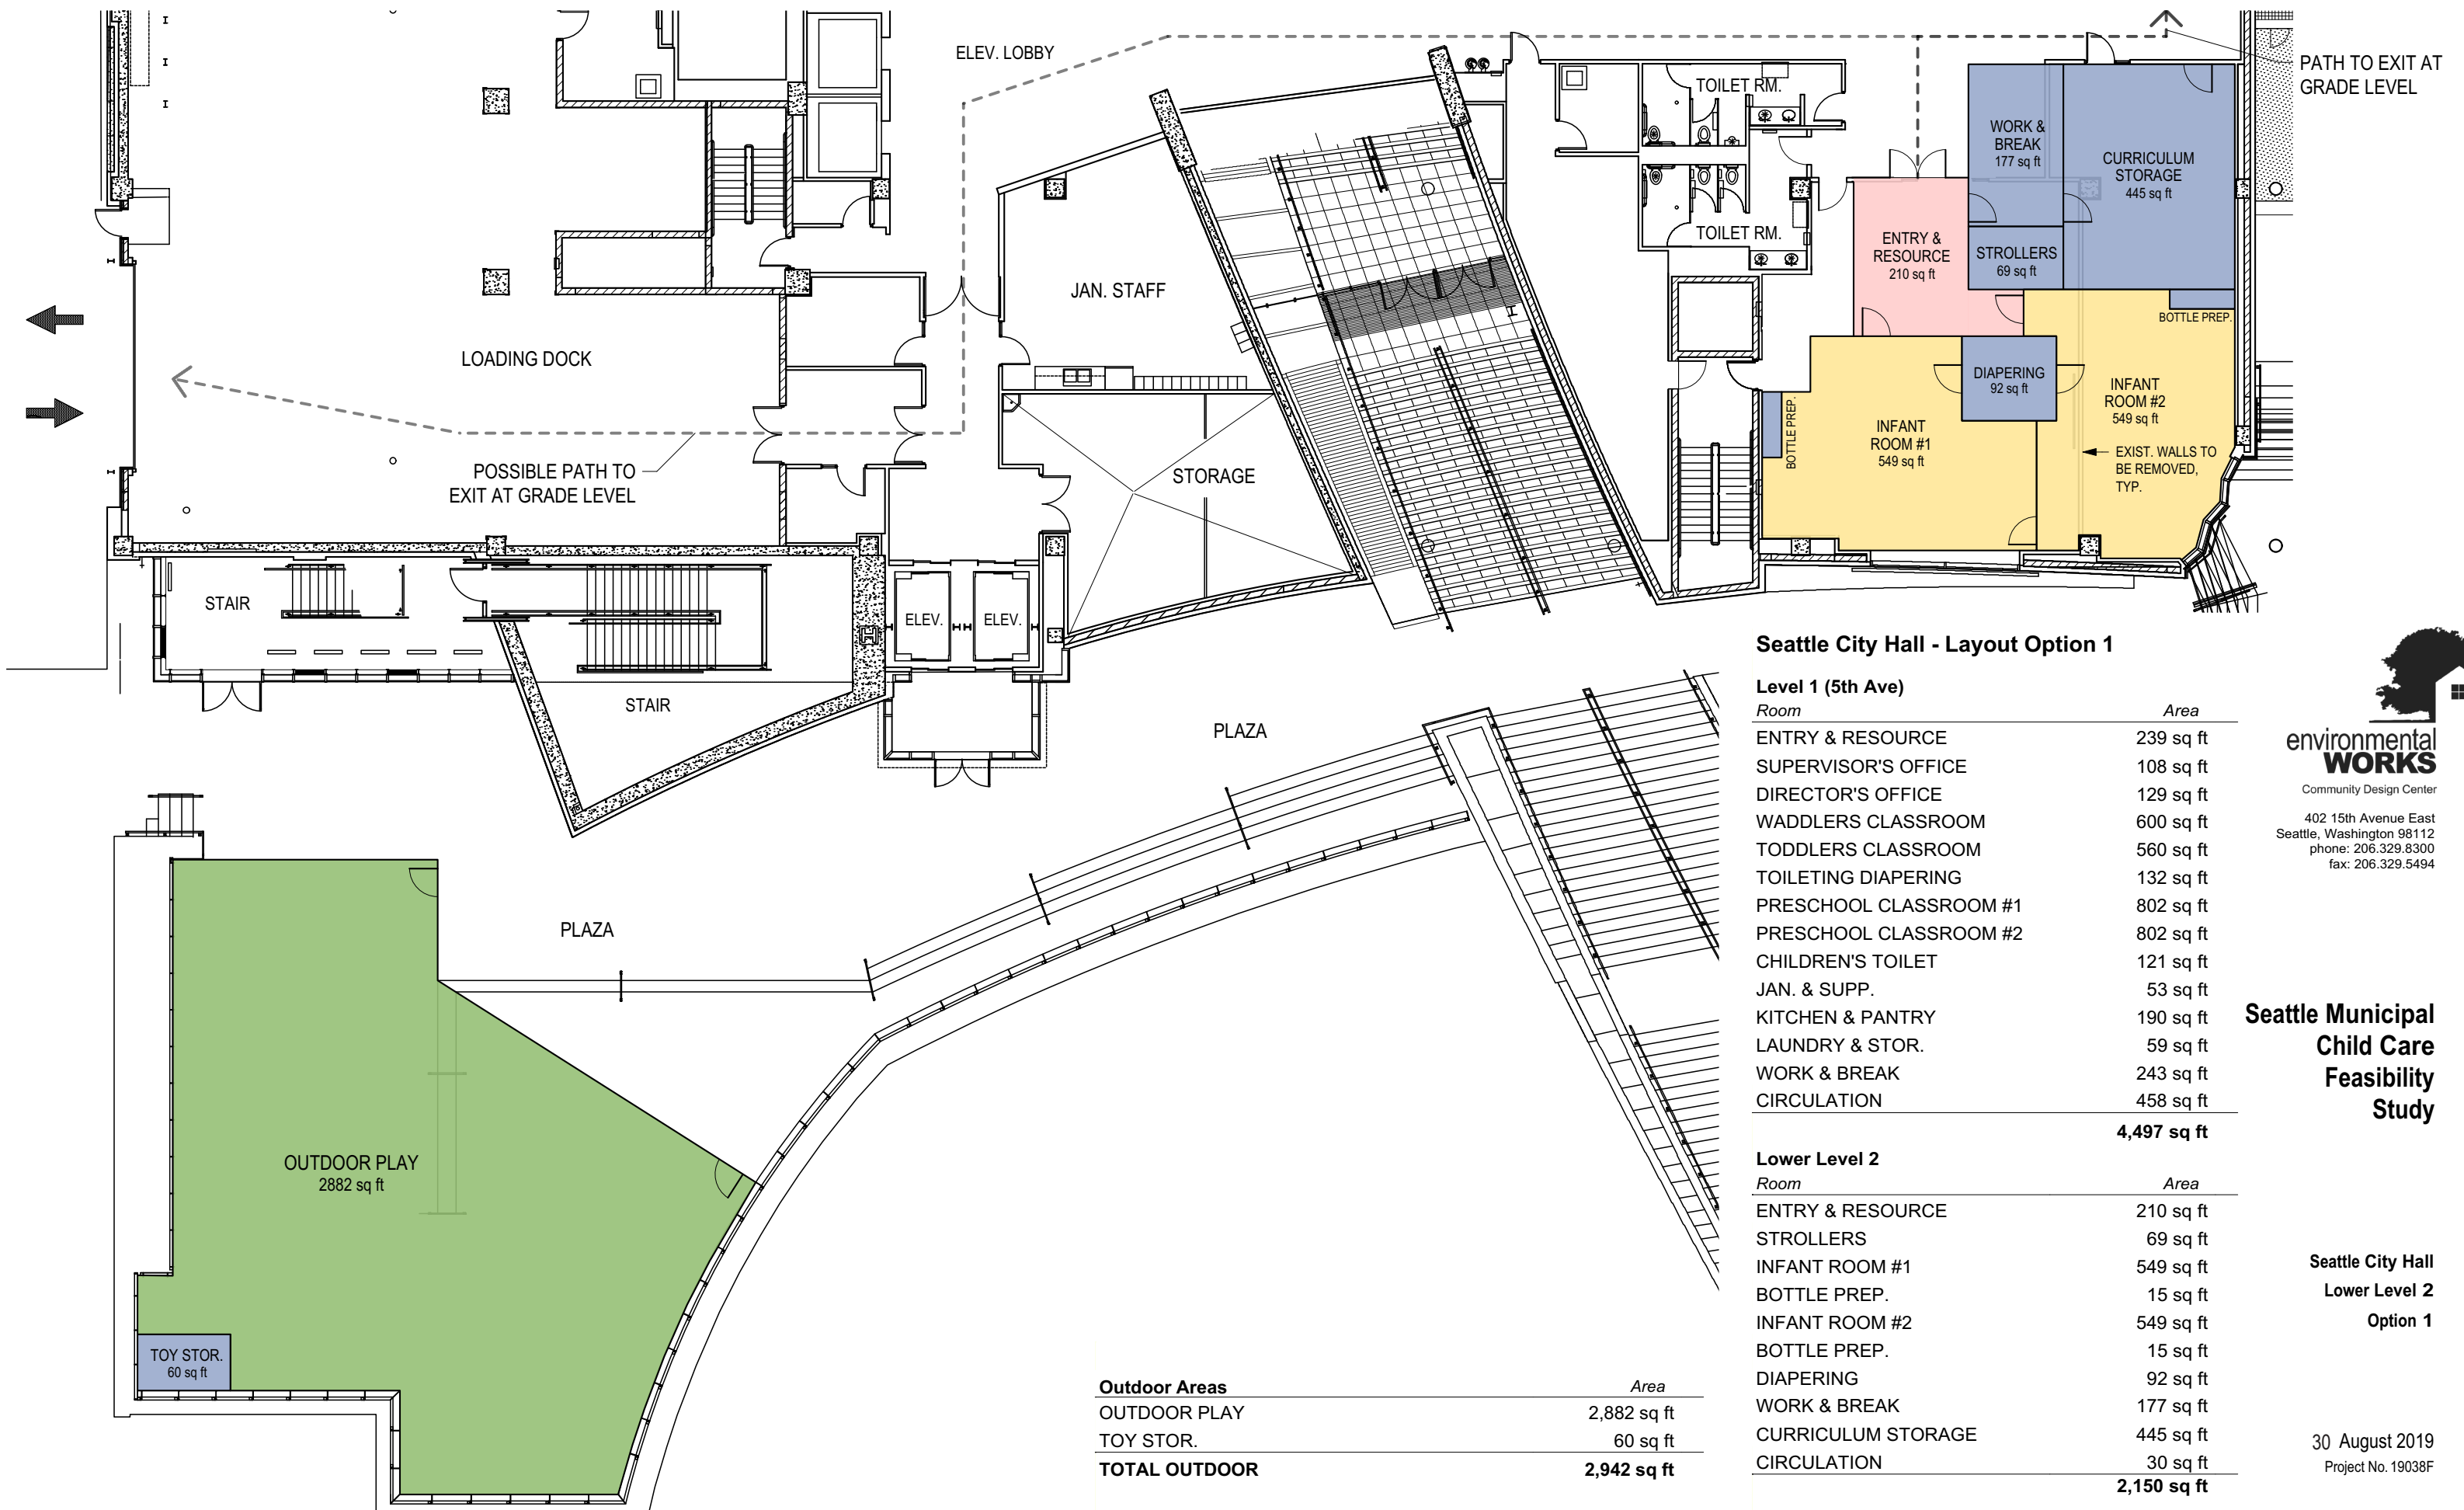 ELEV. LOBBY
PATH TO EXIT AT
GRADE LEVEL
TOILET RM.
WORK &
BREAK
177 sq ft
CURRICULUM
STORAGE
445 sq ft
TOILET RM.
ENTRY &
RESOURCE
210 sq ft
STROLLERS
69 sq ft
JAN. STAFF
BOTTLE PREP.
LOADING DOCK
DIAPERING
92 sq ft
INFANT
ROOM #2
549 sq ft
BOTTLE PREP.
INFANT
ROOM #1
549 sq ft
EXIST. WALLS TO
BE REMOVED,
TYP.
POSSIBLE PATH TO
EXIT AT GRADE LEVEL
STORAGE
STAIR
ELEV.
ELEV.
STAIR
PLAZA
PLAZA
OUTDOOR PLAY
2882 sq ft
TOY STOR.
60 sq ft
Outdoor Areas Area
OUTDOOR PLAY 2,882 sq ft
TOY STOR. 60 sq ft
TOTAL OUTDOOR 2,942 sq ft
Seattle City Hall - Layout Option 1
Level 1 (5th Ave)
Room Area
ENTRY & RESOURCE 239 sq ft
SUPERVISOR'S OFFICE 108 sq ft
DIRECTOR'S OFFICE 129 sq ft
WADDLERS CLASSROOM 600 sq ft
TODDLERS CLASSROOM 560 sq ft
TOILETING DIAPERING 132 sq ft
PRESCHOOL CLASSROOM #1 802 sq ft
PRESCHOOL CLASSROOM #2 802 sq ft
CHILDREN'S TOILET 121 sq ft
JAN. & SUPP. 53 sq ft
KITCHEN & PANTRY 190 sq ft
LAUNDRY & STOR. 59 sq ft
WORK & BREAK 243 sq ft
CIRCULATION 458 sq ft
4,497 sq ft
Lower Level 2
Room Area
ENTRY & RESOURCE 210 sq ft
STROLLERS 69 sq ft
INFANT ROOM #1 549 sq ft
BOTTLE PREP. 15 sq ft
INFANT ROOM #2 549 sq ft
BOTTLE PREP. 15 sq ft
DIAPERING 92 sq ft
WORK & BREAK 177 sq ft
CURRICULUM STORAGE 445 sq ft
CIRCULATION 30 sq ft
2,150 sq ft
environmental
WORKS
Community Design Center
402 15th Avenue East
Seattle, Washington 98112
phone: 206.329.8300
fax: 206.329.5494
Seattle Municipal
Child Care
Feasibility
Study
Seattle City Hall
Lower Level 2
Option 1
30 August 2019
Project No. 19038F